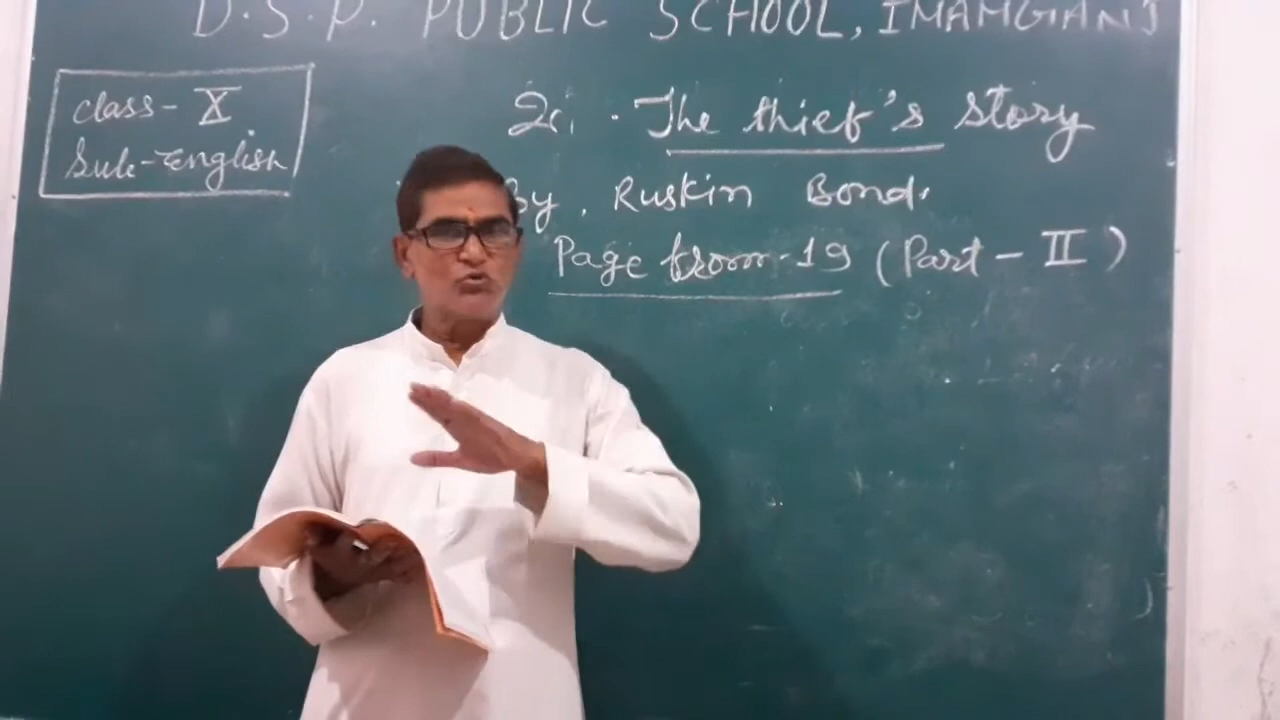 D.S.P. PUBLIC SCHOOL, IMAMGANJ
class- X
Sub-English
2. The thief's story
By, Ruskin Bond.
Page from-19 (Part-II)